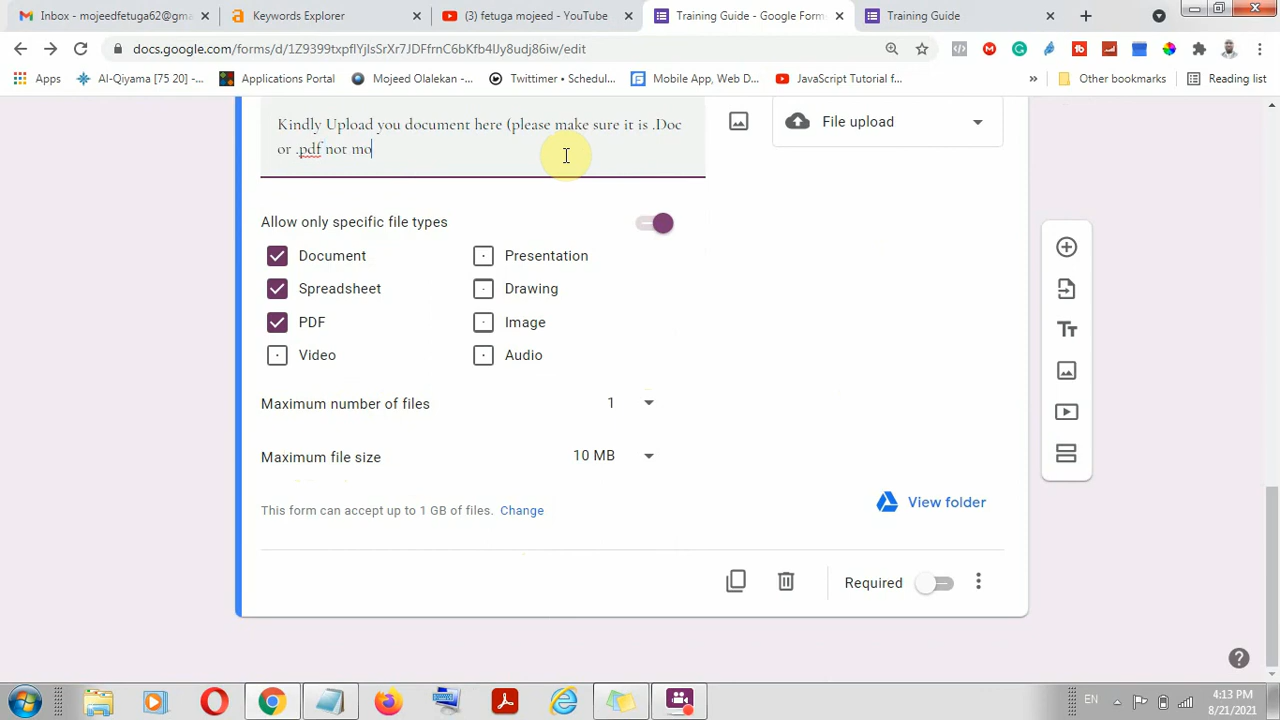 Inbox - mojeedfetuga62@gma
Keywords Explorer
(3) fetuga mojeed - YouTube
Training Guide - Google Form
Training Guide
docs.google.com/forms/d/1Z9399txpflYjIsSrXr7JDFfmC6bKfb4IJy8udj86iw/edit
Apps
Al-Qiyama [75 20] -...
Applications Portal
Mojeed Olalekan -...
Twittimer • Schedul...
Mobile App, Web D...
JavaScript Tutorial f...
»
Other bookmarks
Reading list
Kindly Upload you document here (please make sure it is .Doc
or .pdf not mo
File upload
Allow only specific file types
Document
Presentation
Spreadsheet
Drawing
PDF
Image
Video
Audio
Maximum number of files
1
Maximum file size
10 MB
This form can accept up to 1 GB of files. Change
View folder
Required
EN
4:13 PM
8/21/2021